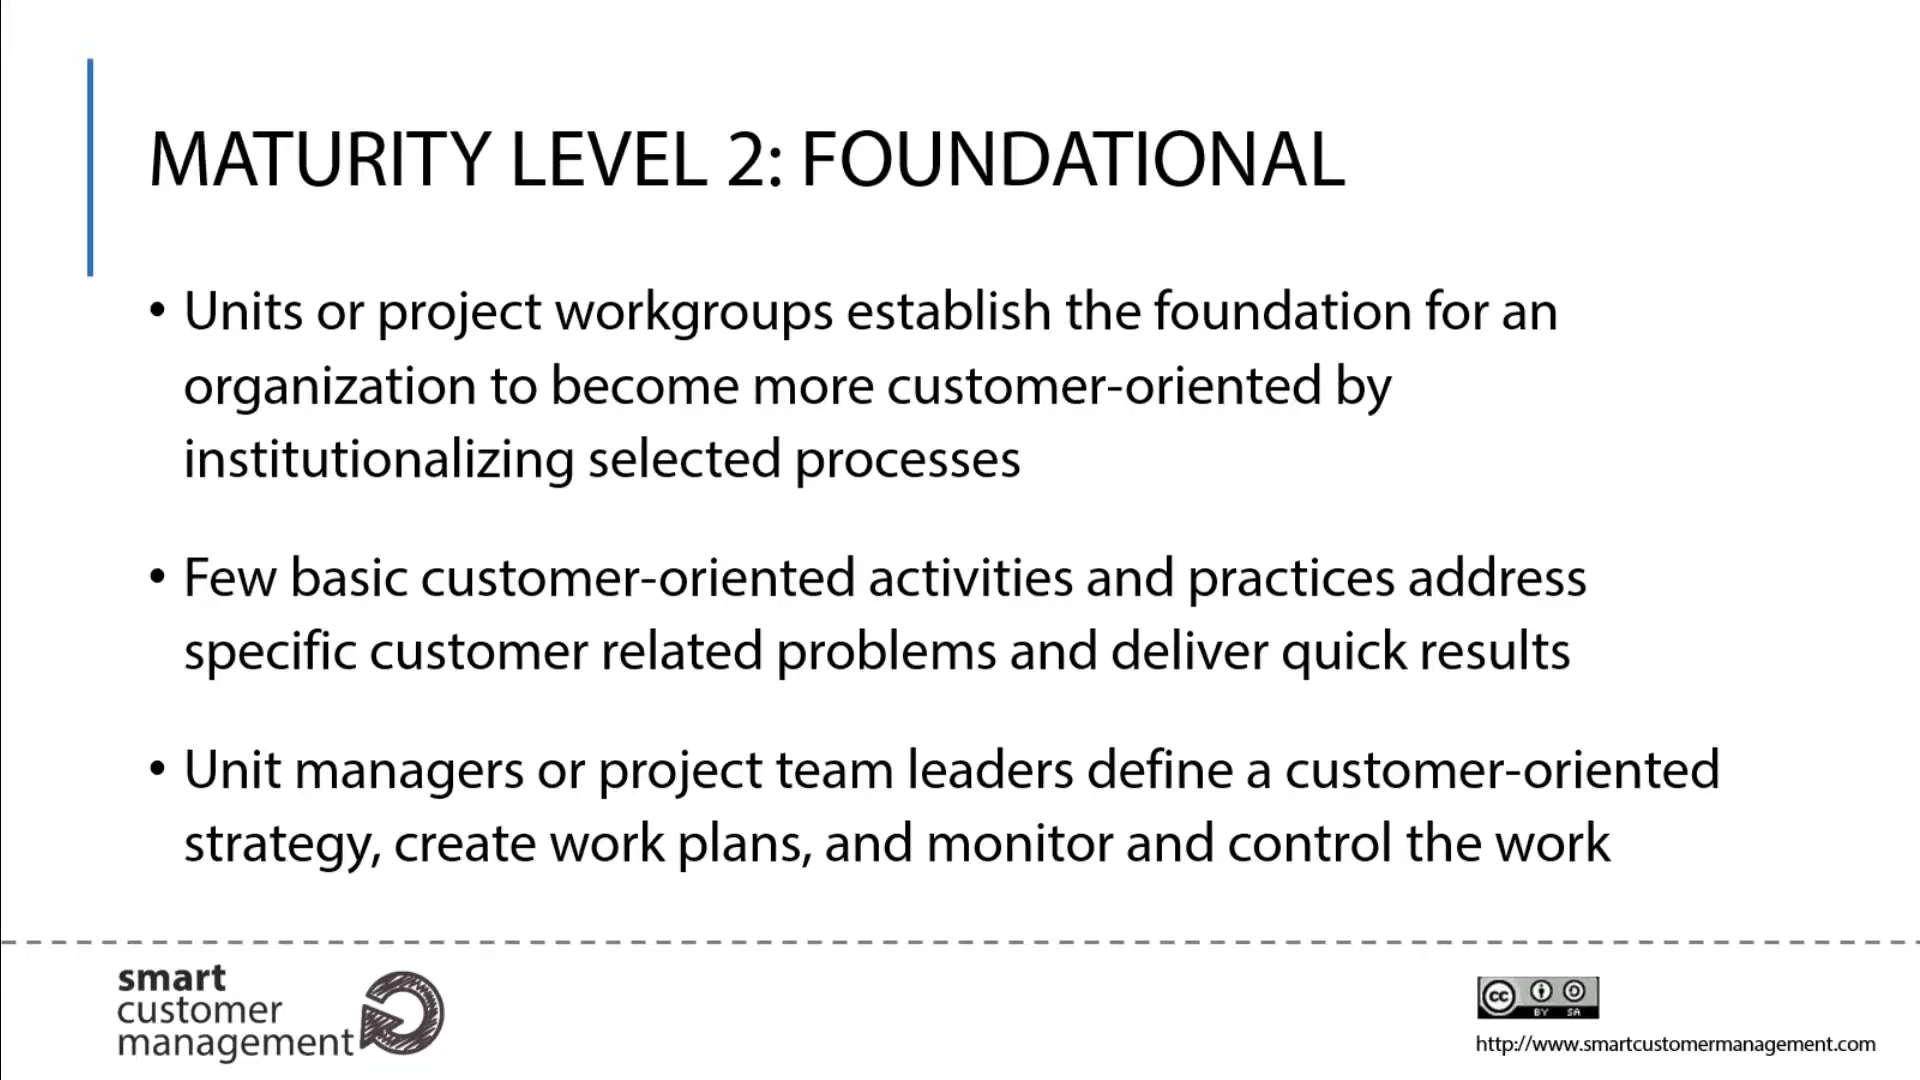 MATURITY LEVEL 2: FOUNDATIONAL
• Units or project workgroups establish the foundation for an
organization to become more customer-oriented by
institutionalizing selected processes
• Few basic customer-oriented activities and practices address
specific customer related problems and deliver quick results
• Unit managers or project team leaders define a customer-oriented
strategy, create work plans, and monitor and control the work
smart
customer
management
cc
BY SA
http://www.smartcustomermanagement.com